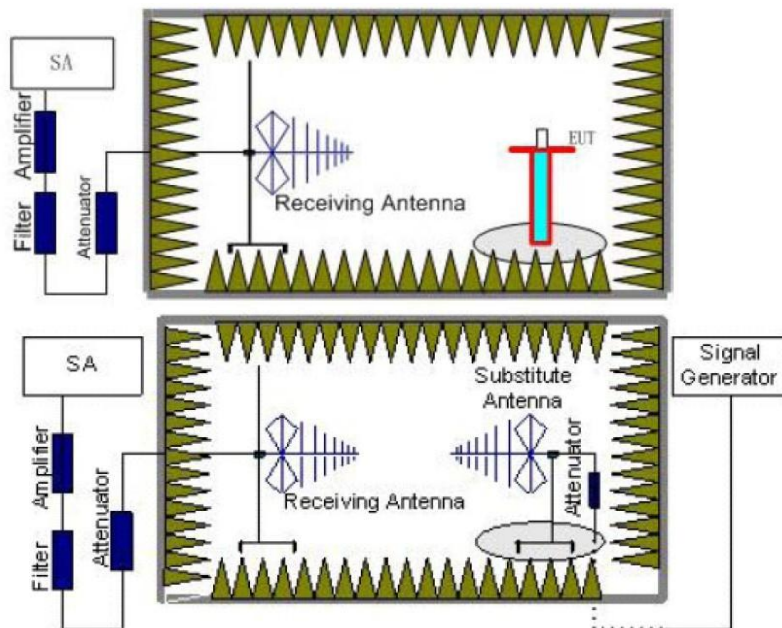 SA
Amplifier
Filter
Attenuator
Receiving Antenna
EUT
SA
Amplifier
Filter
Attenuator
Receiving Antenna
Substitute
Antenna
Attenuator
Signal
Generator